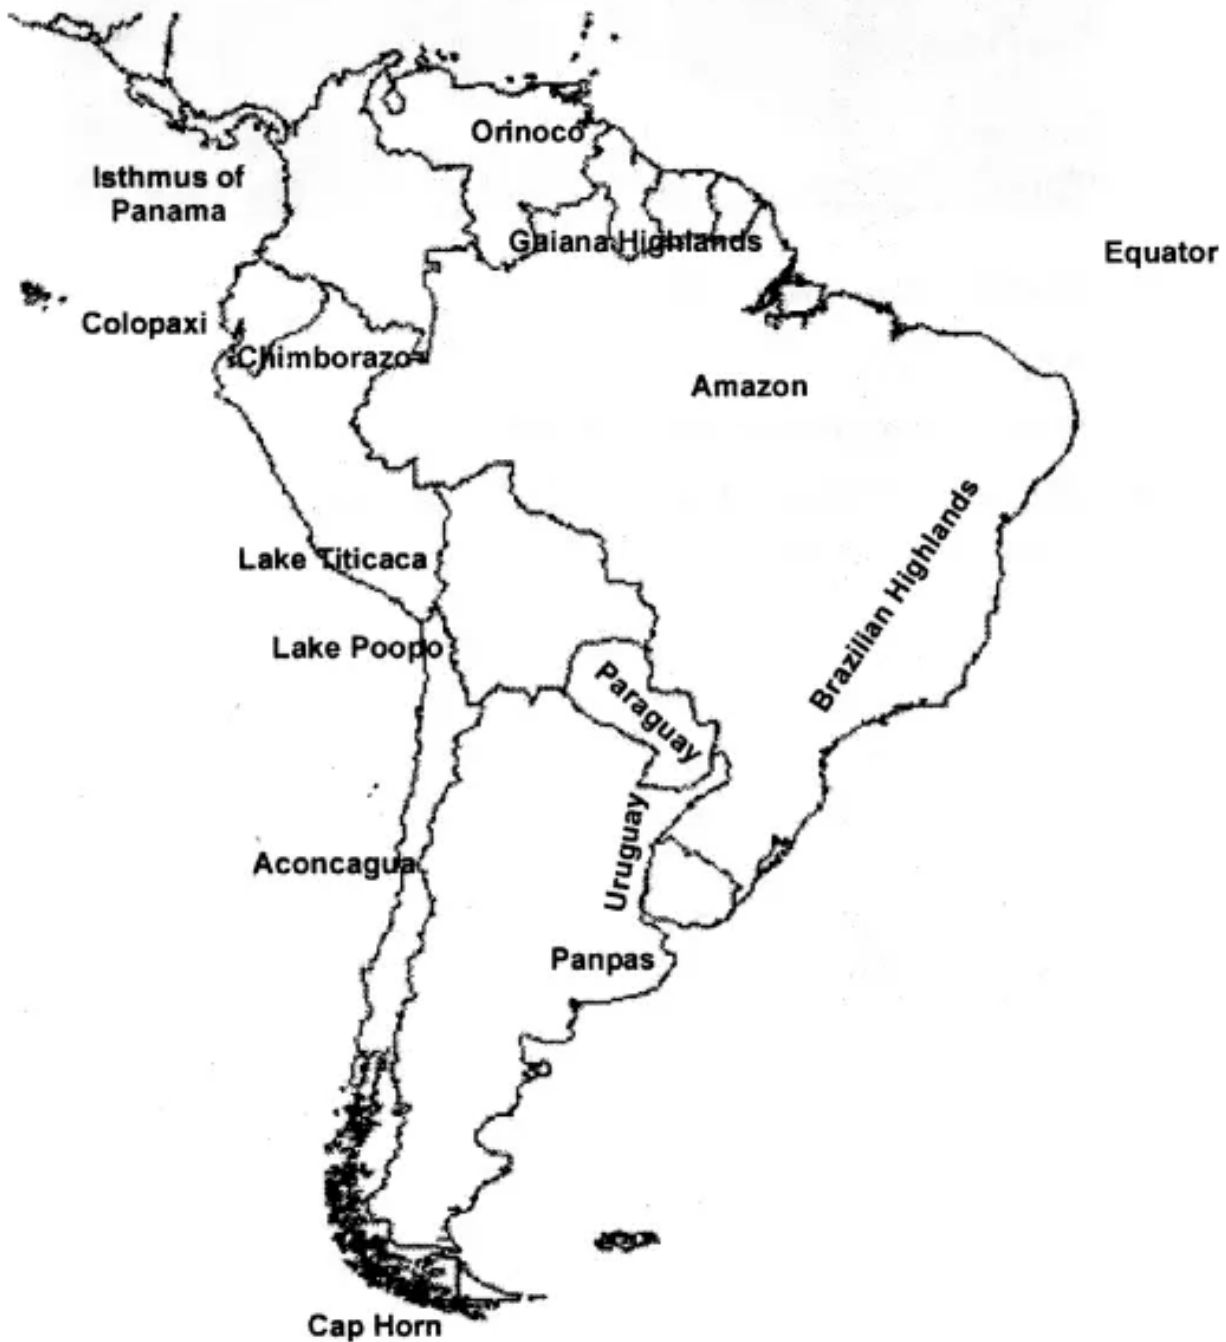 Orinoco
Isthmus of
Panama
Gaiana Highlands
Equator
Colopaxi
Chimborazo
Amazon
Brazilian Highlands
Lake Titicaca
Lake Poopo
Paraguay
Uruguay
Aconcagua
Panpas
Cap Horn